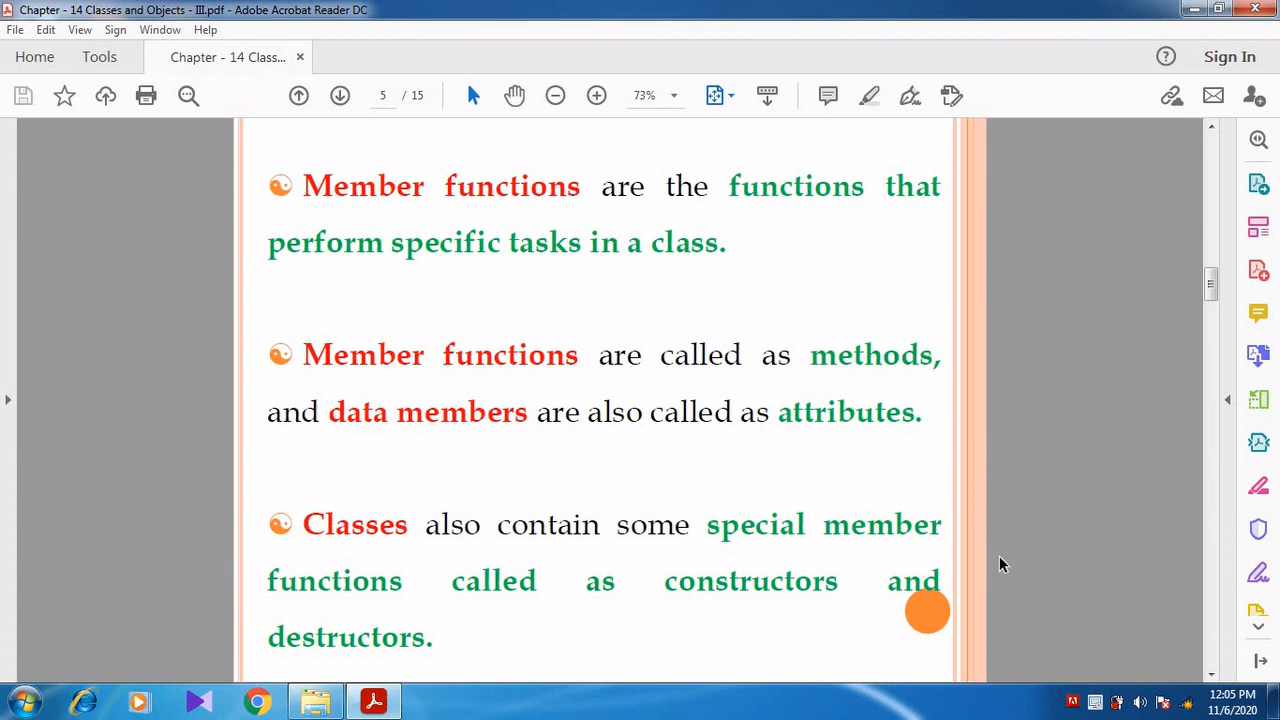 Chapter - 14 Classes and Objects - III.pdf - Adobe Acrobat Reader DC
File Edit View Sign Window Help
Home Tools Chapter - 14 Class... × Sign In
5 / 15 73%
Member functions are the functions that
perform specific tasks in a class.
Member functions are called as methods,
and data members are also called as attributes.
Classes also contain some special member
functions called as constructors and
destructors.
12:05 PM
11/6/2020